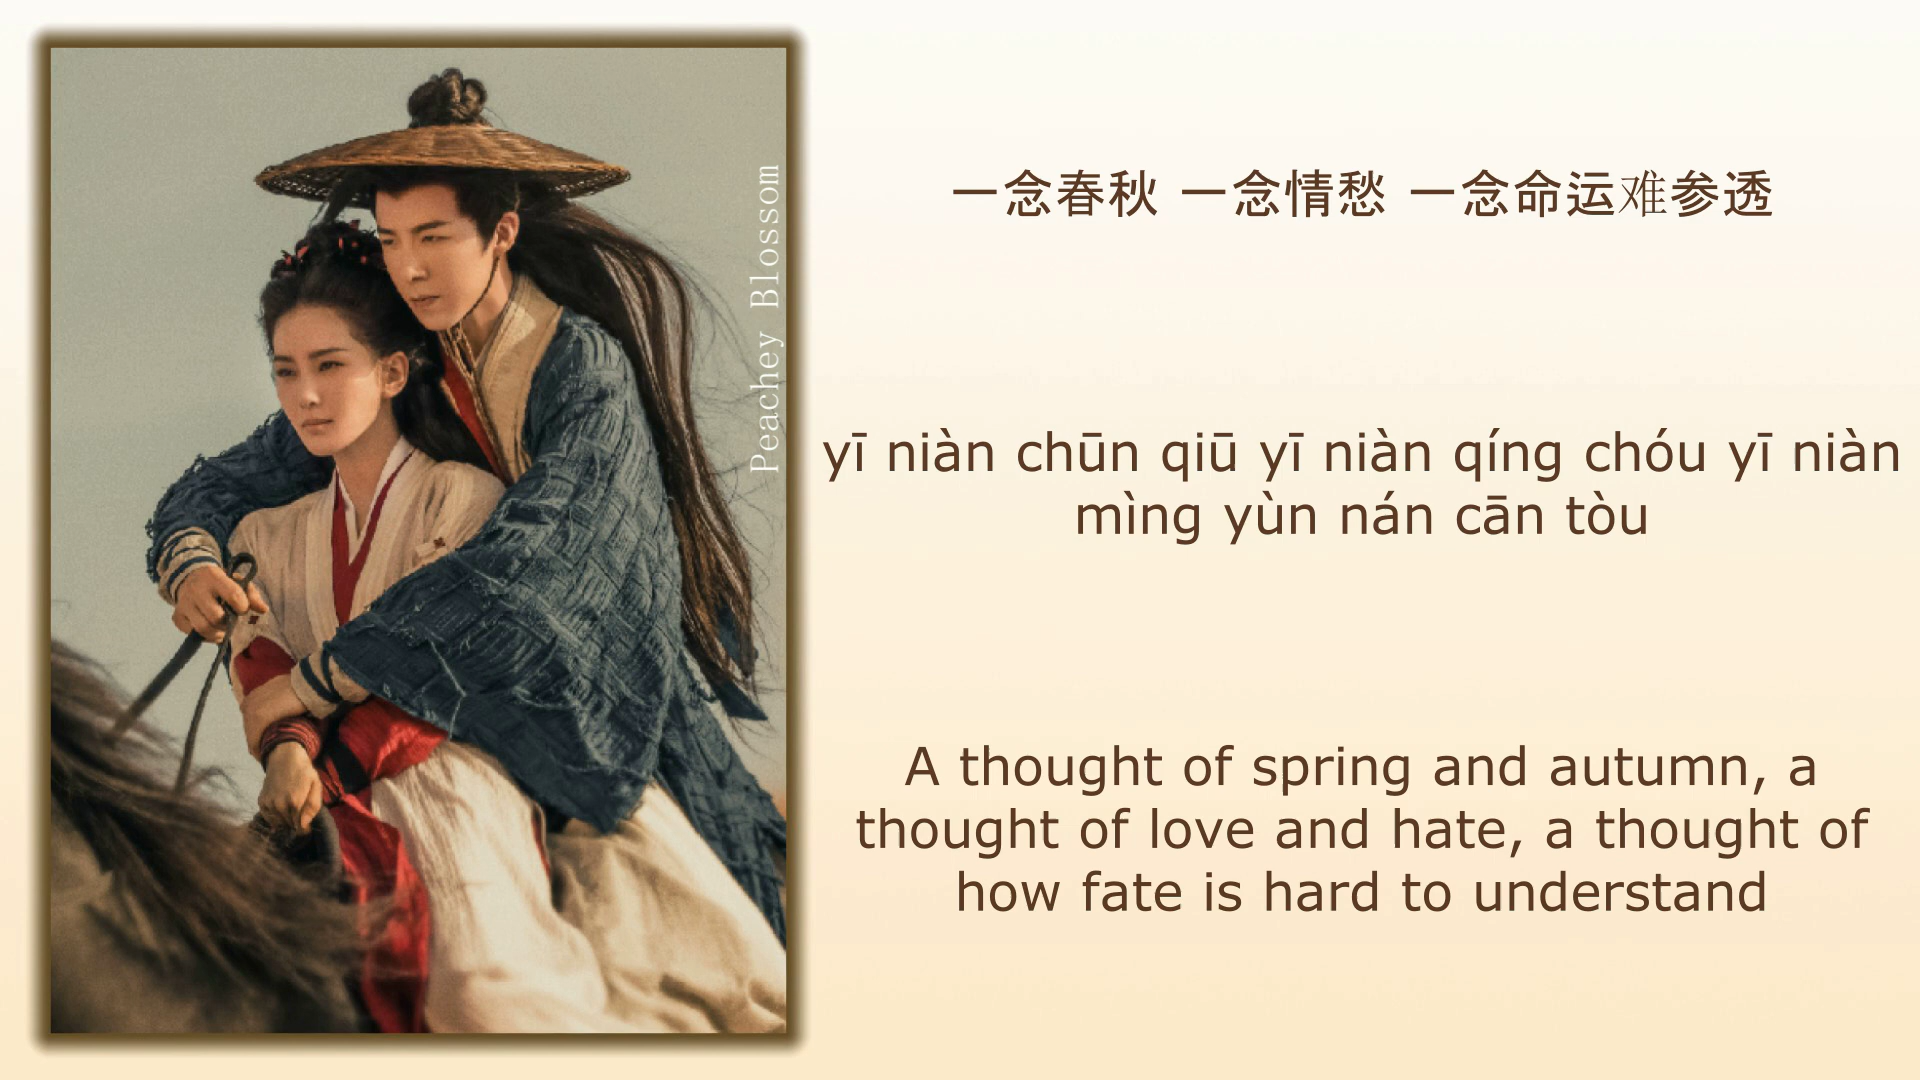 一念春秋 一念情愁 一念命运难参透
yī niàn chūn qiū yī niàn qíng chóu yī niàn
mìng yùn nán cān tòu
A thought of spring and autumn, a
thought of love and hate, a thought of
how fate is hard to understand
Peachey Blossom